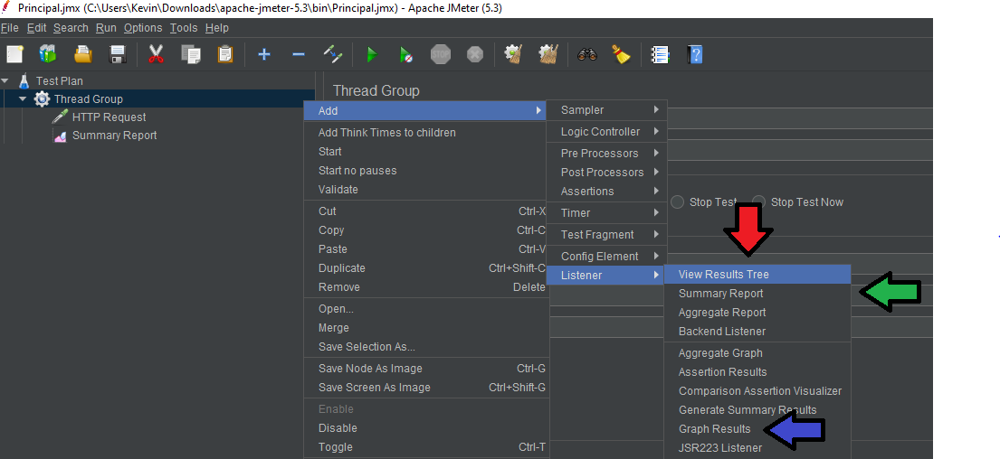 Principal.jmx (C:\Users\Kevin\Downloads\apache-jmeter-5.3\bin\Principal.jmx) - Apache JMeter (5.3)
File Edit Search Run Options Tools Help
STOP
Test Plan
Thread Group
HTTP Request
Summary Report
Thread Group
Stop Test
Stop Test Now
Add
Add Think Times to children
Start
Start no pauses
Validate
Cut Ctrl-X
Copy Ctrl-C
Paste Ctrl-V
Duplicate Ctrl+Shift-C
Remove Delete
Open...
Merge
Save Selection As...
Save Node As Image Ctrl-G
Save Screen As Image Ctrl+Shift-G
Enable
Disable
Toggle Ctrl-T
Sampler
Logic Controller
Pre Processors
Post Processors
Assertions
Timer
Test Fragment
Config Element
Listener
View Results Tree
Summary Report
Aggregate Report
Backend Listener
Aggregate Graph
Assertion Results
Comparison Assertion Visualizer
Generate Summary Results
Graph Results
JSR223 Listener